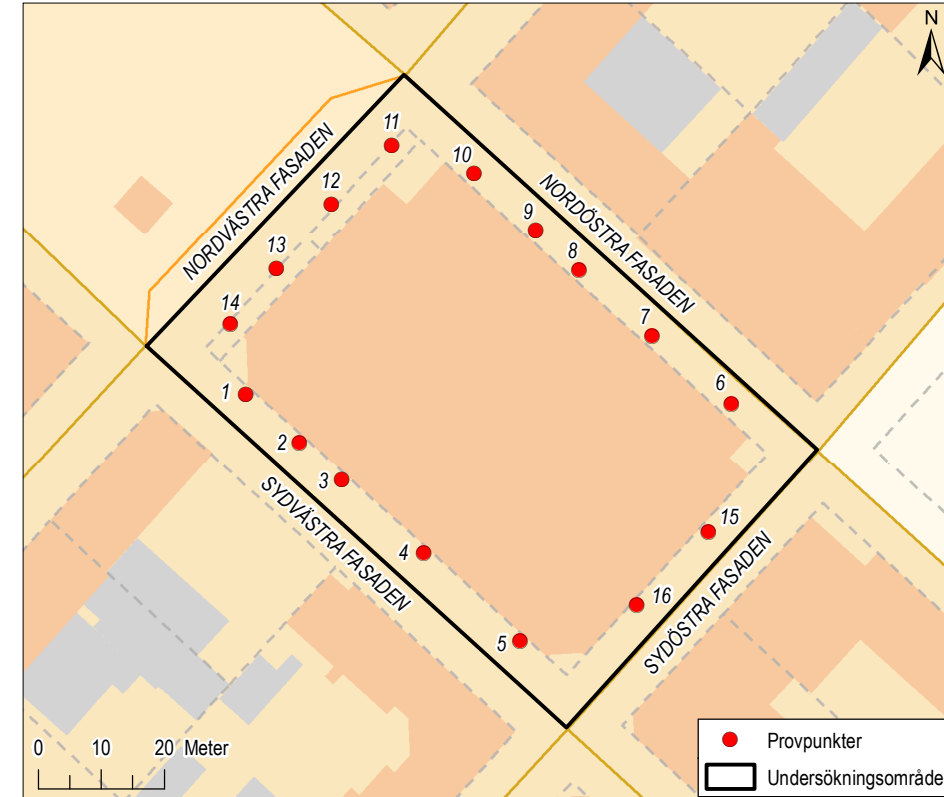 N
11
10
NORDVÄSTRA FASADEN
NORDÖSTRA FASADEN
12
9
8
13
14
7
1
6
2
3
SYDVÄSTRA FASADEN
15
4
SYDÖSTRA FASADEN
16
5
0 10 20 Meter
Provpunkter
Undersökningsområde